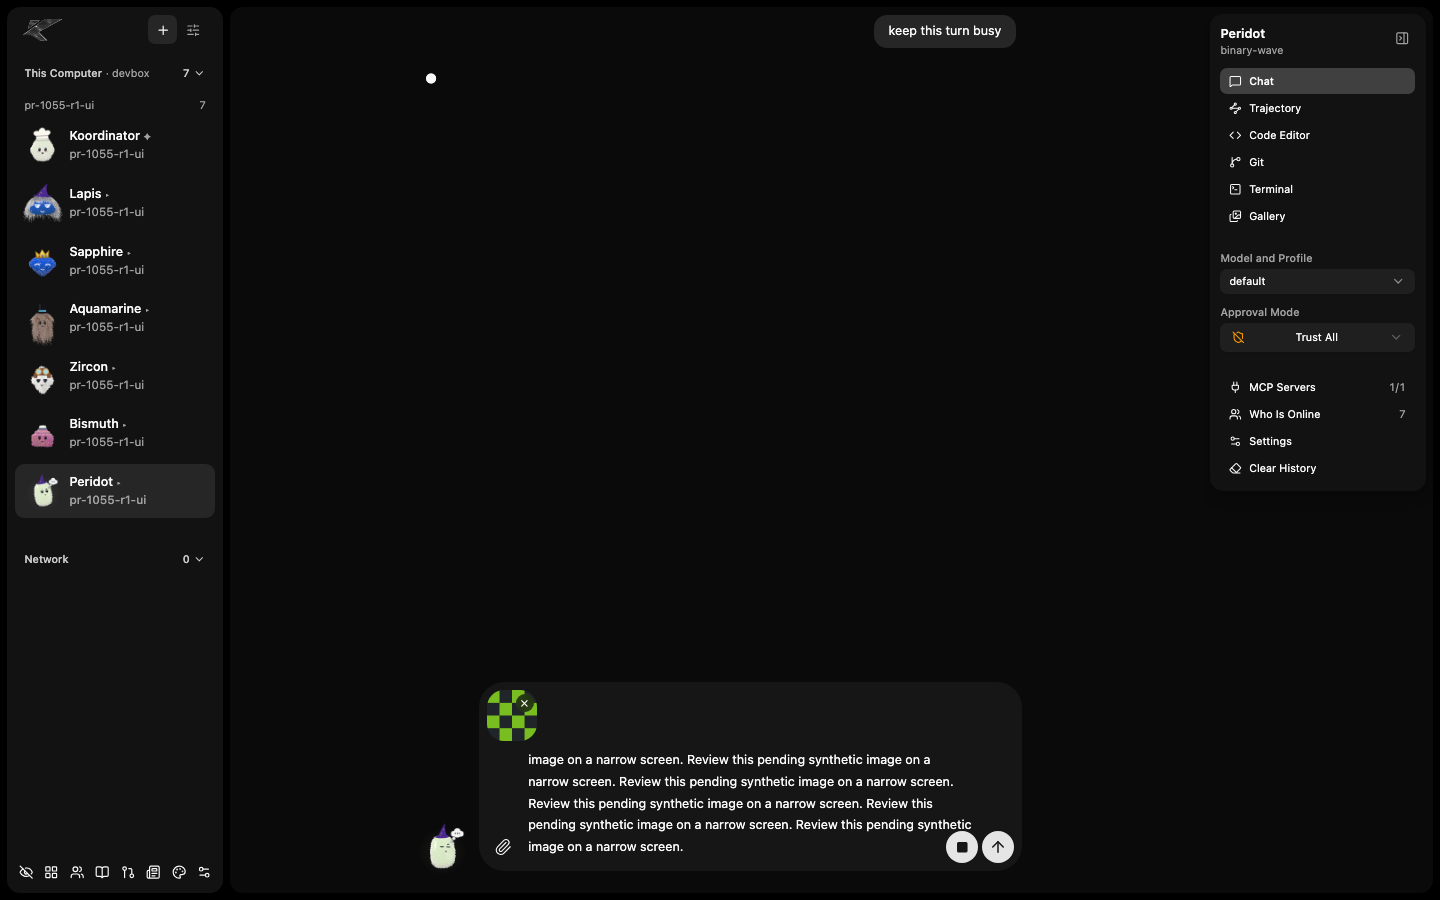 This Computer · devbox 7
pr-1055-r1-ui 7
Koordinator
pr-1055-r1-ui
Lapis
pr-1055-r1-ui
Sapphire
pr-1055-r1-ui
Aquamarine
pr-1055-r1-ui
Zircon
pr-1055-r1-ui
Bismuth
pr-1055-r1-ui
Peridot
pr-1055-r1-ui
Network 0
keep this turn busy
image on a narrow screen. Review this pending synthetic image on a
narrow screen. Review this pending synthetic image on a narrow screen.
Review this pending synthetic image on a narrow screen. Review this
pending synthetic image on a narrow screen. Review this pending synthetic
image on a narrow screen.
Peridot
binary-wave
Chat
Trajectory
Code Editor
Git
Terminal
Gallery
Model and Profile
default
Approval Mode
Trust All
MCP Servers 1/1
Who Is Online 7
Settings
Clear History